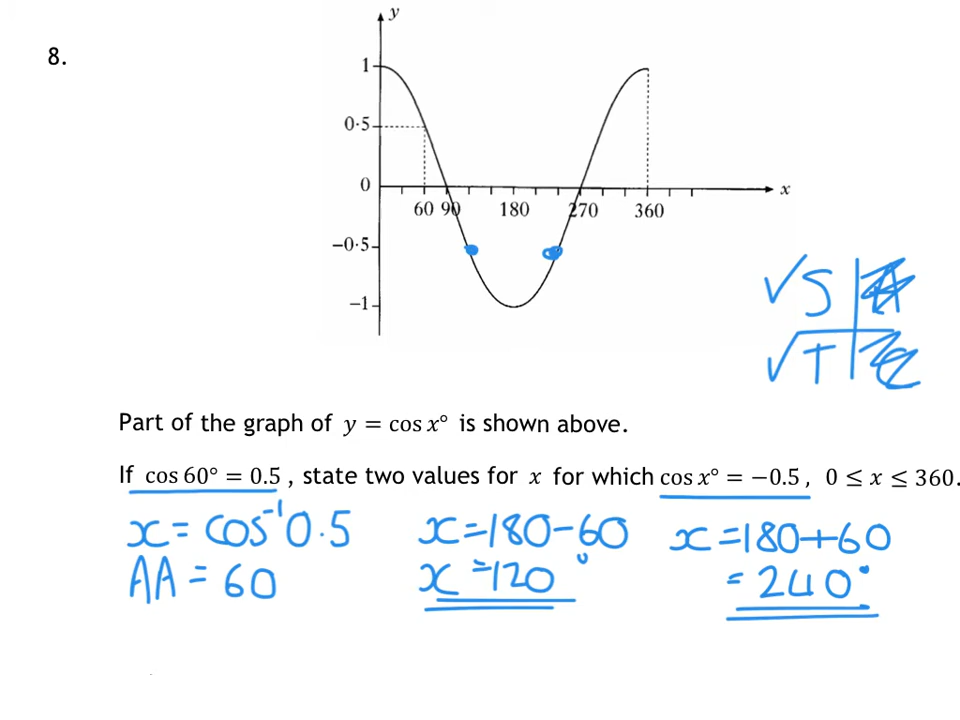 8.
y
1
0·5
0
60 90 180 270 360 x
−0·5
−1
√S A
√T C
Part of the graph of y = cos x° is shown above.
If cos 60° = 0.5 , state two values for x for which cos x° = −0.5 , 0 ≤ x ≤ 360.
x = cos⁻¹0.5 x=180−60 x=180+60
AA = 60 x=120° = 240°